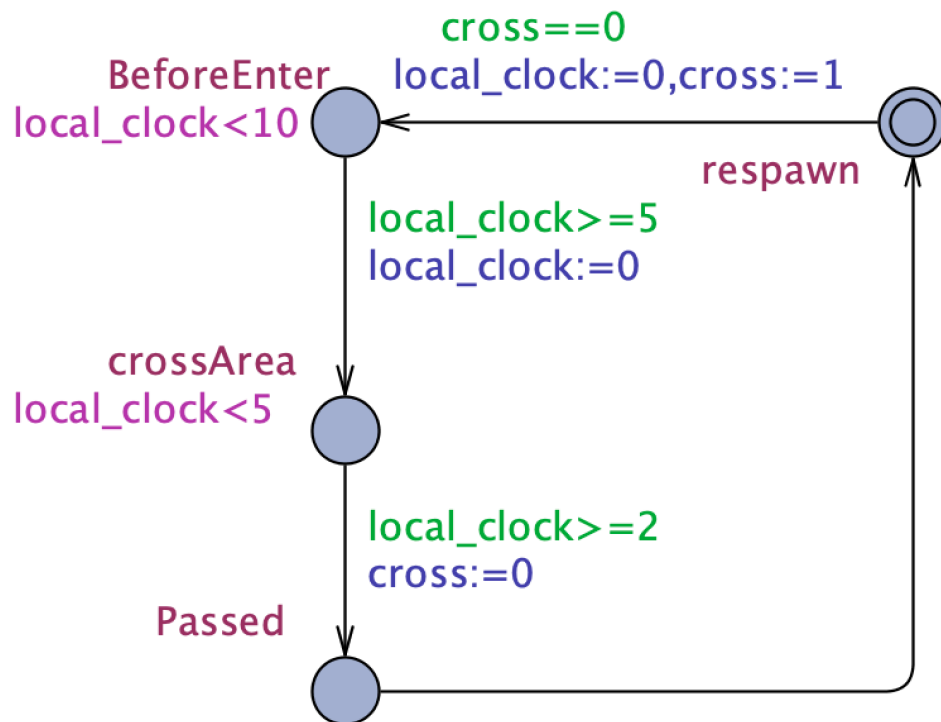 cross==0
local_clock:=0,cross:=1
BeforeEnter
local_clock<10
respawn
local_clock>=5
local_clock:=0
crossArea
local_clock<5
local_clock>=2
cross:=0
Passed